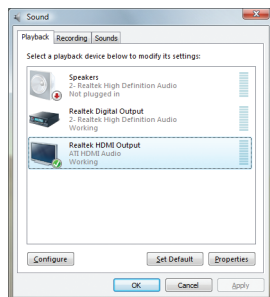 Sound
Playback Recording Sounds
Select a playback device below to modify its settings:
Speakers
2- Realtek High Definition Audio
Not plugged in
Realtek Digital Output
2- Realtek High Definition Audio
Working
Realtek HDMI Output
ATI HDMI Audio
Working
Configure Set Default Properties
OK Cancel Apply